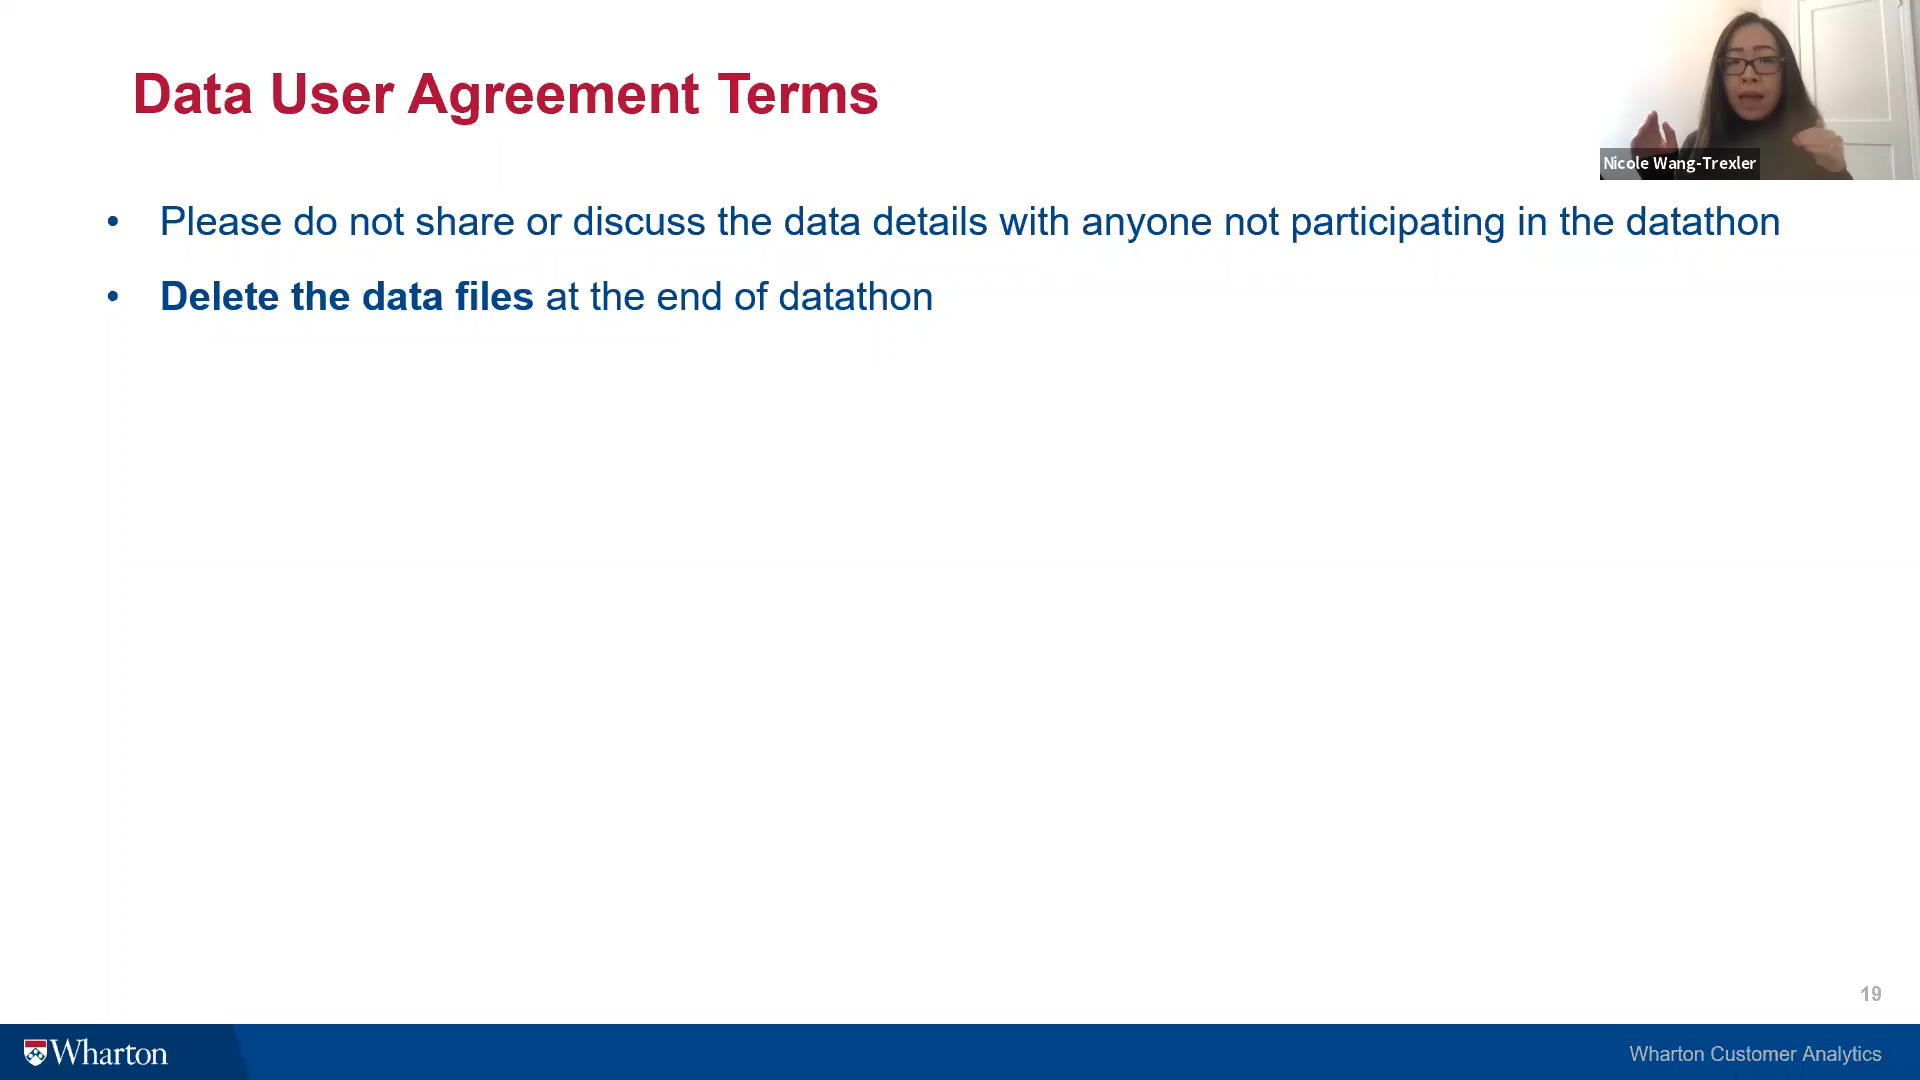 Data User Agreement Terms
Nicole Wang-Trexler
• Please do not share or discuss the data details with anyone not participating in the datathon
• Delete the data files at the end of datathon
19
Wharton
Wharton Customer Analytics